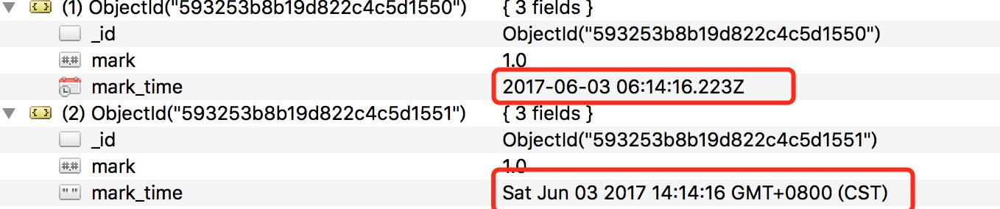 (1) ObjectId("593253b8b19d822c4c5d1550") { 3 fields }
_id ObjectId("593253b8b19d822c4c5d1550")
#.# mark 1.0
mark_time 2017-06-03 06:14:16.223Z
(2) ObjectId("593253b8b19d822c4c5d1551") { 3 fields }
_id ObjectId("593253b8b19d822c4c5d1551")
#.# mark 1.0
" " mark_time Sat Jun 03 2017 14:14:16 GMT+0800 (CST)